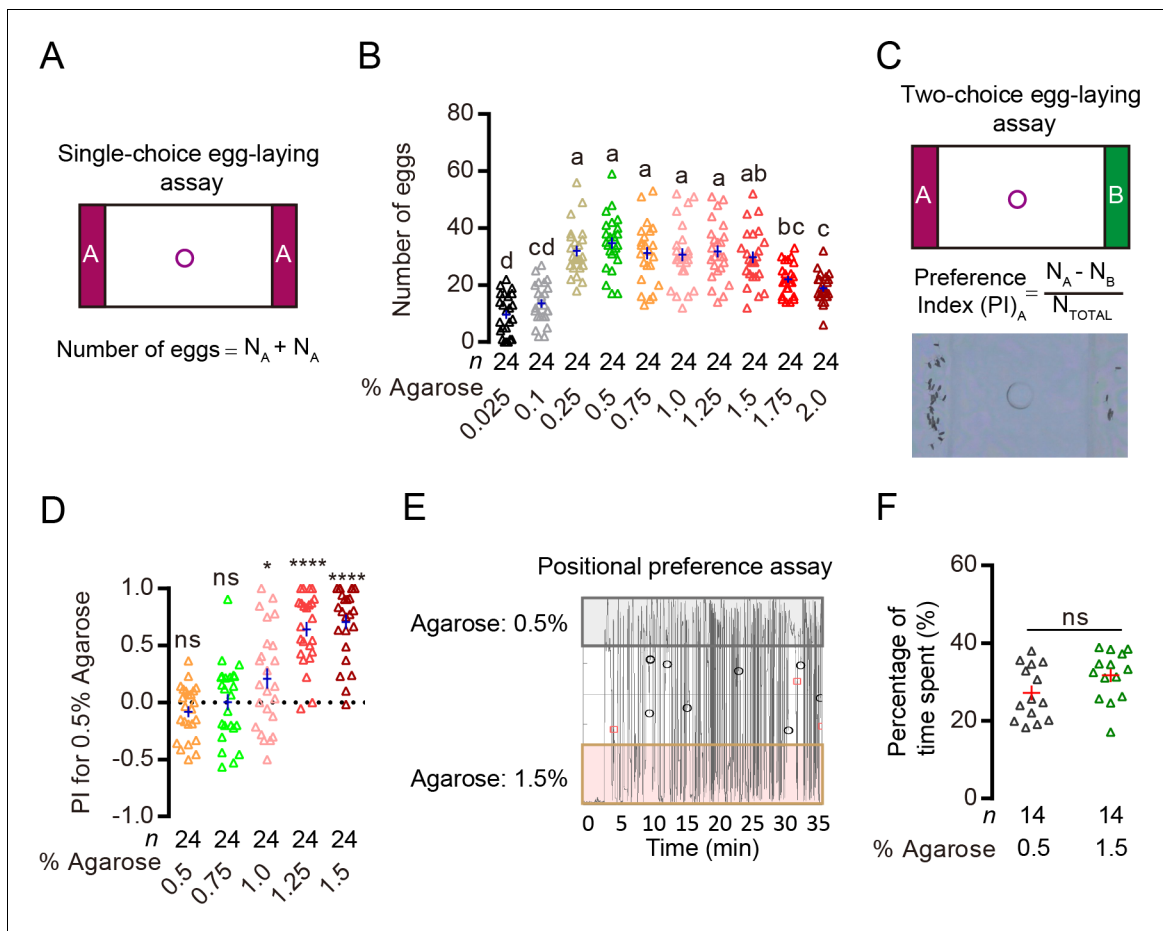 A
Single-choice egg-laying
assay
A A
Number of eggs = N_A + N_A
B
Number of eggs
80
60
40
20
0
d cd a a a a a ab bc c
n 24 24 24 24 24 24 24 24 24 24
% Agarose 0.025 0.1 0.25 0.5 0.75 1.0 1.25 1.5 1.75 2.0
C
Two-choice egg-laying
assay
A B
Preference Index (PI)_A = N_A - N_B / N_TOTAL
D
PI for 0.5% Agarose
1.0
0.5
0.0
-0.5
-1.0
ns ns * **** ****
n 24 24 24 24 24
% Agarose 0.5 0.75 1.0 1.25 1.5
E
Positional preference assay
Agarose: 0.5%
Agarose: 1.5%
0 5 10 15 20 25 30 35
Time (min)
F
Percentage of
time spent (%)
60
40
20
0
ns
n 14 14
% Agarose 0.5 1.5